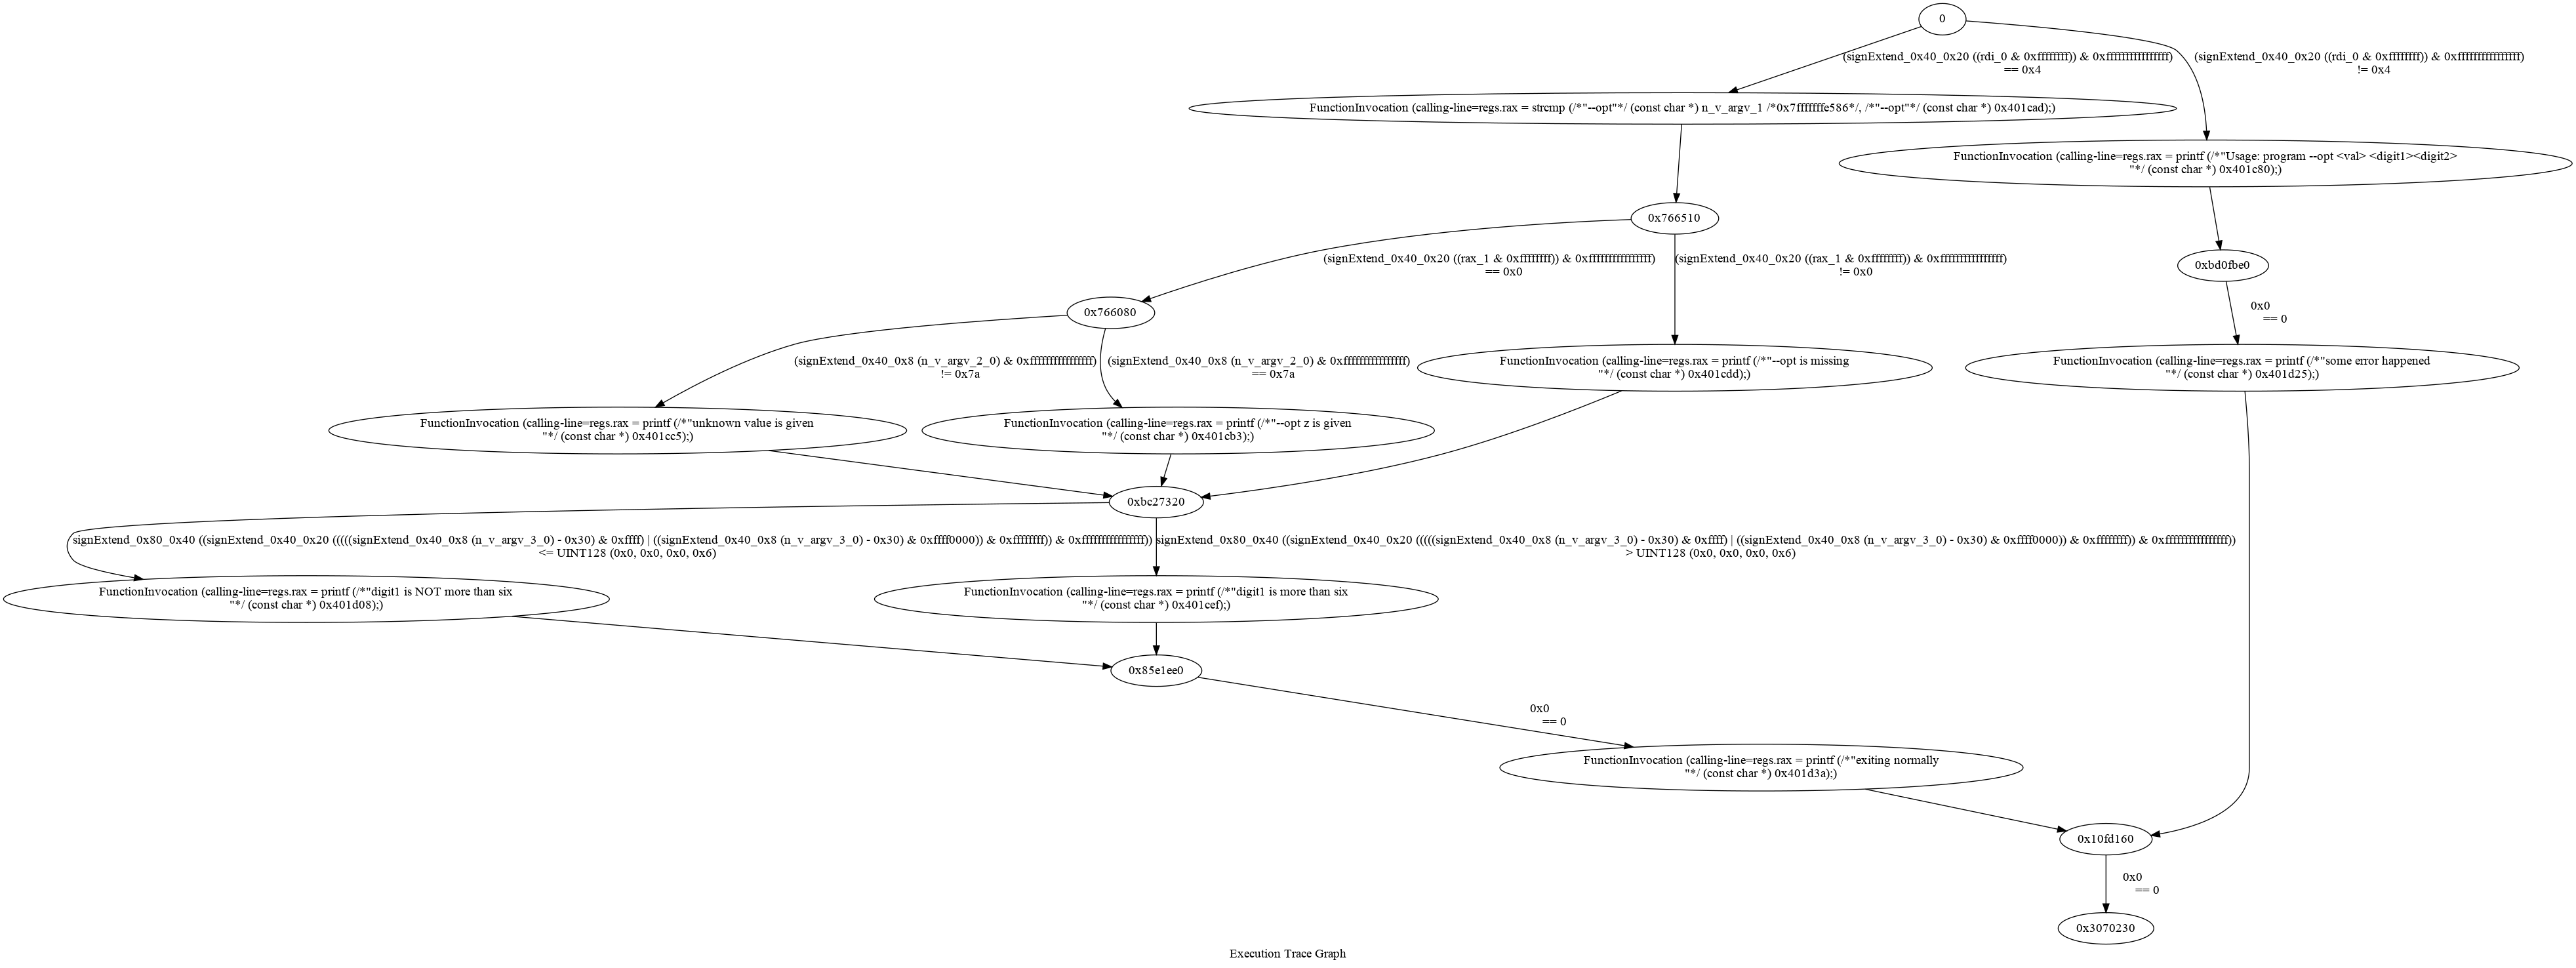 0
(signExtend_0x40_0x20 ((rdi_0 & 0xffffffff)) & 0xffffffffffffffff)
== 0x4
(signExtend_0x40_0x20 ((rdi_0 & 0xffffffff)) & 0xffffffffffffffff)
!= 0x4
FunctionInvocation (calling-line=regs.rax = strcmp (/*"--opt"*/ (const char *) n_v_argv_1 /*0x7fffffffe586*/, /*"--opt"*/ (const char *) 0x401cad);)
FunctionInvocation (calling-line=regs.rax = printf (/*"Usage: program --opt <val> <digit1><digit2>
"*/ (const char *) 0x401c80);)
0x766510
0xbd0fbe0
(signExtend_0x40_0x20 ((rax_1 & 0xffffffff)) & 0xffffffffffffffff)
== 0x0
(signExtend_0x40_0x20 ((rax_1 & 0xffffffff)) & 0xffffffffffffffff)
!= 0x0
0x766080
0x0
== 0
(signExtend_0x40_0x8 (n_v_argv_2_0) & 0xffffffffffffffff)
!= 0x7a
(signExtend_0x40_0x8 (n_v_argv_2_0) & 0xffffffffffffffff)
== 0x7a
FunctionInvocation (calling-line=regs.rax = printf (/*"--opt is missing
"*/ (const char *) 0x401cdd);)
FunctionInvocation (calling-line=regs.rax = printf (/*"some error happened
"*/ (const char *) 0x401d25);)
FunctionInvocation (calling-line=regs.rax = printf (/*"unknown value is given
"*/ (const char *) 0x401cc5);)
FunctionInvocation (calling-line=regs.rax = printf (/*"--opt z is given
"*/ (const char *) 0x401cb3);)
0xbc27320
signExtend_0x80_0x40 ((signExtend_0x40_0x20 (((((signExtend_0x40_0x8 (n_v_argv_3_0) - 0x30) & 0xffff) | ((signExtend_0x40_0x8 (n_v_argv_3_0) - 0x30) & 0xffff0000)) & 0xffffffff)) & 0xffffffffffffffff))
<= UINT128 (0x0, 0x0, 0x0, 0x6)
signExtend_0x80_0x40 ((signExtend_0x40_0x20 (((((signExtend_0x40_0x8 (n_v_argv_3_0) - 0x30) & 0xffff) | ((signExtend_0x40_0x8 (n_v_argv_3_0) - 0x30) & 0xffff0000)) & 0xffffffff)) & 0xffffffffffffffff))
> UINT128 (0x0, 0x0, 0x0, 0x6)
FunctionInvocation (calling-line=regs.rax = printf (/*"digit1 is NOT more than six
"*/ (const char *) 0x401d08);)
FunctionInvocation (calling-line=regs.rax = printf (/*"digit1 is more than six
"*/ (const char *) 0x401cef);)
0x85e1ee0
0x0
== 0
FunctionInvocation (calling-line=regs.rax = printf (/*"exiting normally
"*/ (const char *) 0x401d3a);)
0x10fd160
0x0
== 0
0x3070230
Execution Trace Graph